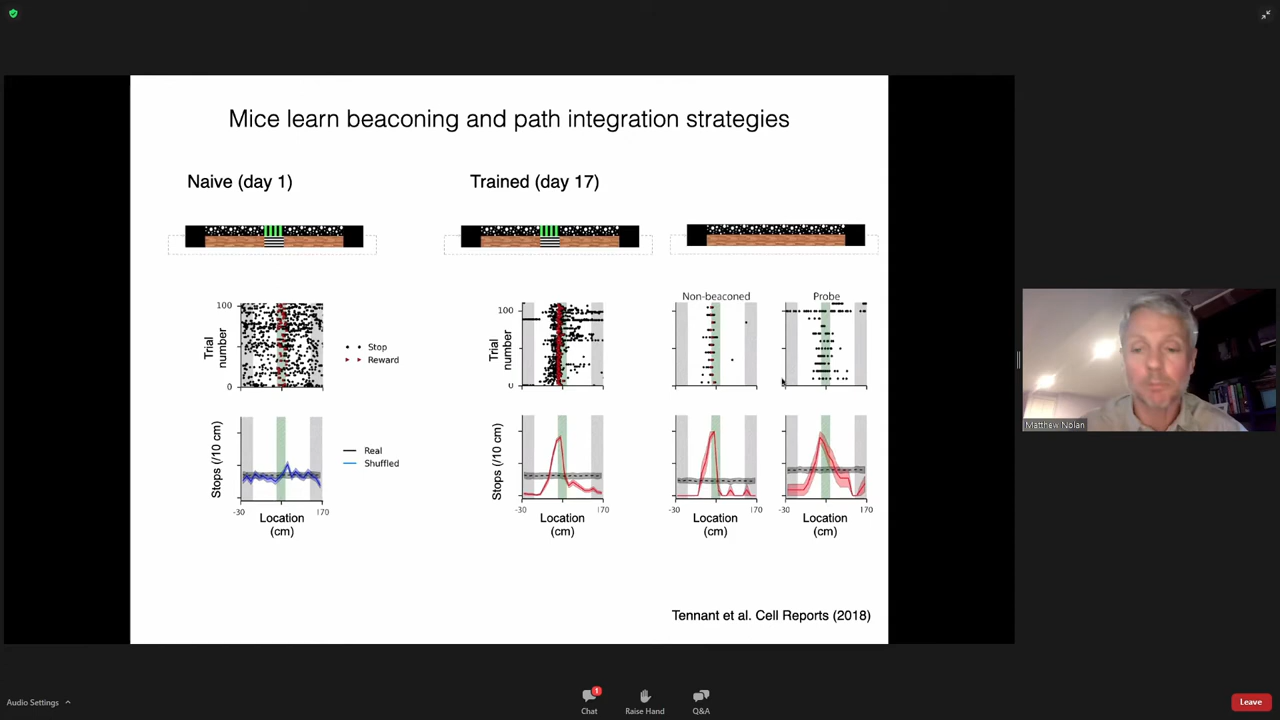 Mice learn beaconing and path integration strategies
Naive (day 1)
Trained (day 17)
Non-beaconed
Probe
100
Trial
number
0
Stop
Reward
100
Trial
number
0
Stops (/10 cm)
Real
Shuffled
Stops (/10 cm)
-30
170
Location
(cm)
-30
170
Location
(cm)
-30
170
Location
(cm)
-30
170
Location
(cm)
Tennant et al. Cell Reports (2018)
Matthew Nolan
Audio Settings
1
Chat
Raise Hand
Q&A
Leave